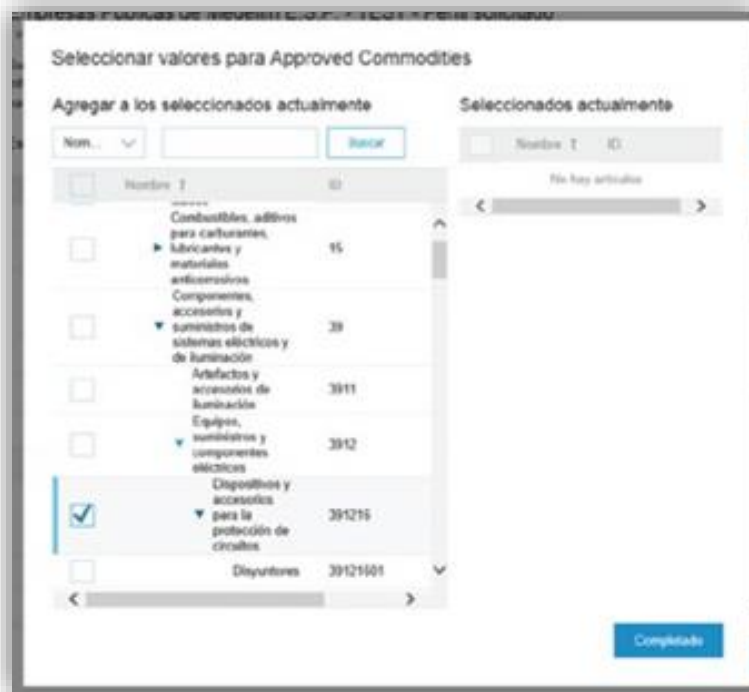 Empresas Públicas de Medellín E.S.P. - TEST - Perfil solicitado
Seleccionar valores para Approved Commodities
Agregar a los seleccionados actualmente
Nom...
Buscar
Nombre ↑ ID
Combustibles, aditivos
para carburantes,
lubricantes y
materiales
anticorrosivos
15
Componentes,
accesorios y
suministros de
sistemas eléctricos y
de iluminación
39
Artefactos y
accesorios de
iluminación
3911
Equipos,
suministros y
componentes
eléctricos
3912
Dispositivos y
accesorios
para la
protección de
circuitos
391216
Disyuntores 39121601
Seleccionados actualmente
Nombre ↑ ID
No hay artículos
Completado